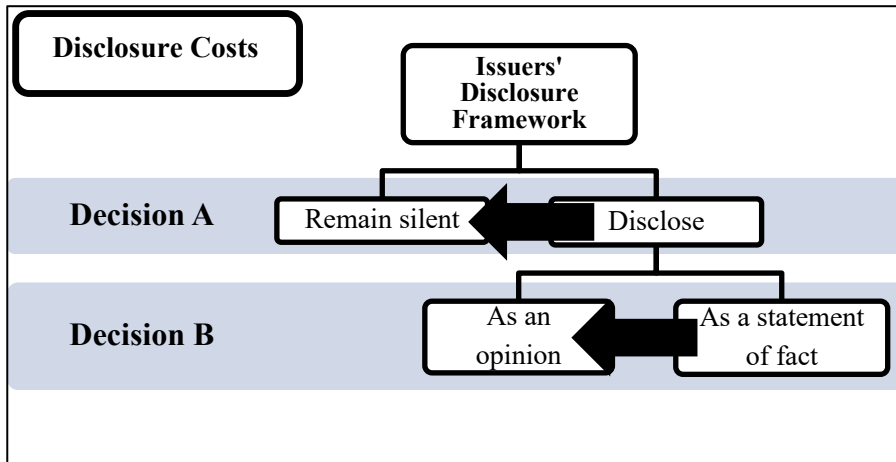 Disclosure Costs
Issuers'
Disclosure
Framework
Decision A
Remain silent
Disclose
Decision B
As an
opinion
As a statement
of fact